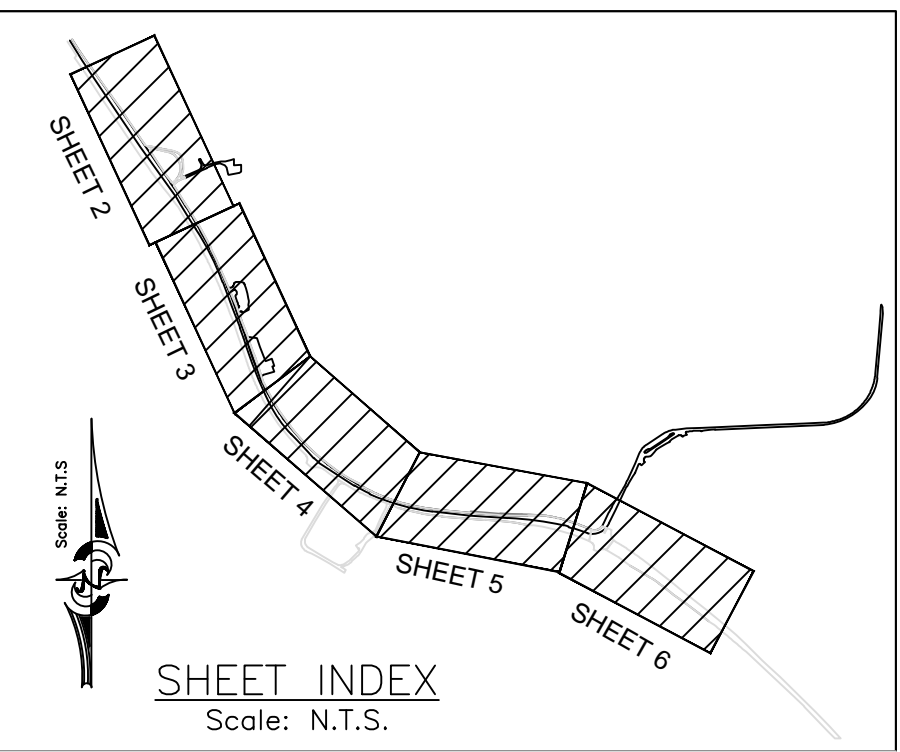 SHEET 2
SHEET 3
SHEET 4
SHEET 5
SHEET 6
Scale: N.T.S
N
SHEET INDEX
Scale: N.T.S.